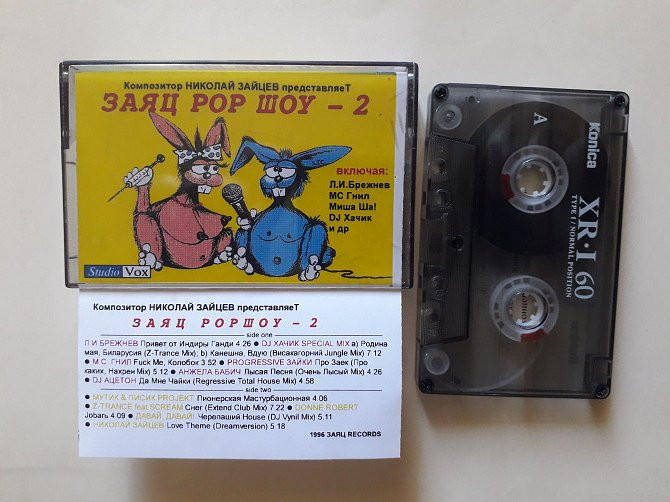 Композитор НИКОЛАЙ ЗАЙЦЕВ представляеТ
ЗАЯЦ POP ШОУ - 2
включая:
Л.И.Брежнев
МС Гнил
Миша Ша!
DJ Хачик
и др
Studio Vox
Композитор НИКОЛАЙ ЗАЙЦЕВ представляеТ
ЗАЯЦ POPШОУ - 2
side one
Л И БРЕЖНЕВ Привет от Индиры Ганди 4 26 ● DJ ХАЧИК SPECIAL MIX a) Родина
мая, Биларусия (Z-Trance Mix); b) Канешна, Вдую (Висакагорний Jungle Mix) 7 12
● М.С. ГНИЛ Fuck Me, Колобок 3 52 ● PROGRESSIVE ЗАЙКИ Про Заек (Про
каких, Нахрен Mix) 5 12 ● АНЖЕЛА БАБИЧ Лысая Песня (Очень Лысый Mix) 4 26
● DJ АЦЕТОН Да Мне Чайки (Regressive Total House Mix) 4.58
side two
● МУТИК & ПИСИК PROJEKT Пионерская Мастурбационная 4.06
● Z-TRANCE feat SCREAM Снег (Extend Club Mix) 7.22 ● DONNE ROBERT
Jobarь 4.09 ● ДАВАЙ, ДАВАЙ! Черепаший House (DJ Vynil Mix) 5.11
● НИКОЛАЙ ЗАЙЦЕВ Love Theme (Dreamversion) 5 18
1996 ЗАЯЦ RECORDS
A
Konica
XR·I 60
TYPE I / NORMAL POSITION